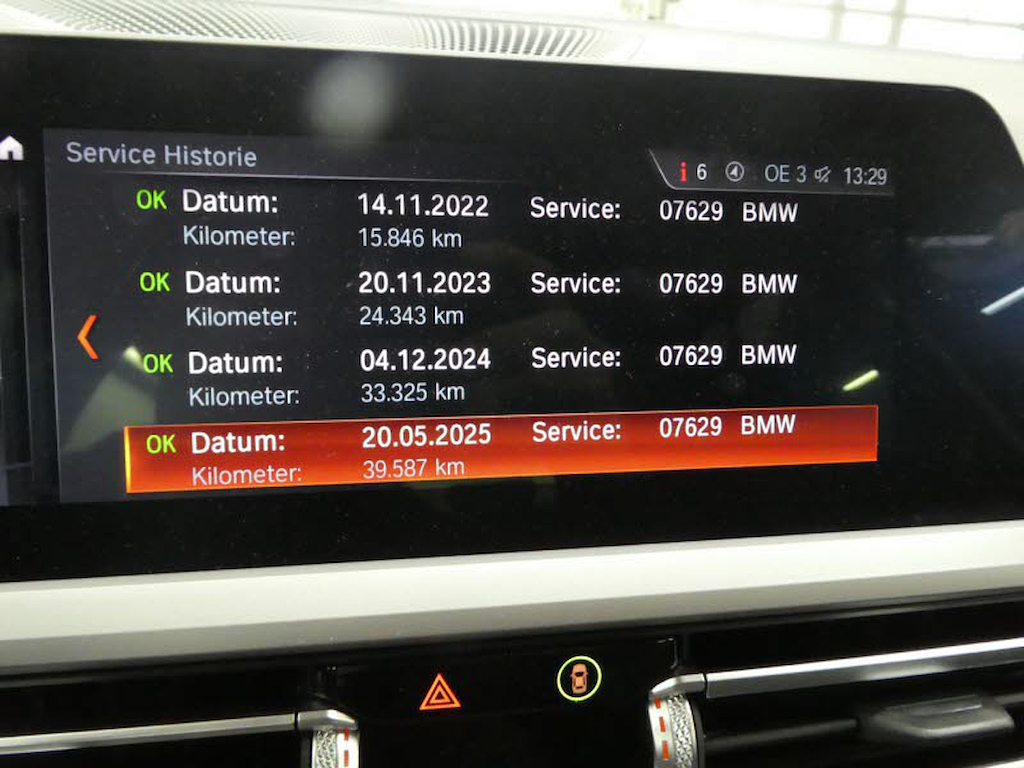 Service Historie
i 6 OE 3 13:29
OK Datum: 14.11.2022 Service: 07629 BMW
Kilometer: 15.846 km
OK Datum: 20.11.2023 Service: 07629 BMW
Kilometer: 24.343 km
OK Datum: 04.12.2024 Service: 07629 BMW
Kilometer: 33.325 km
OK Datum: 20.05.2025 Service: 07629 BMW
Kilometer: 39.587 km